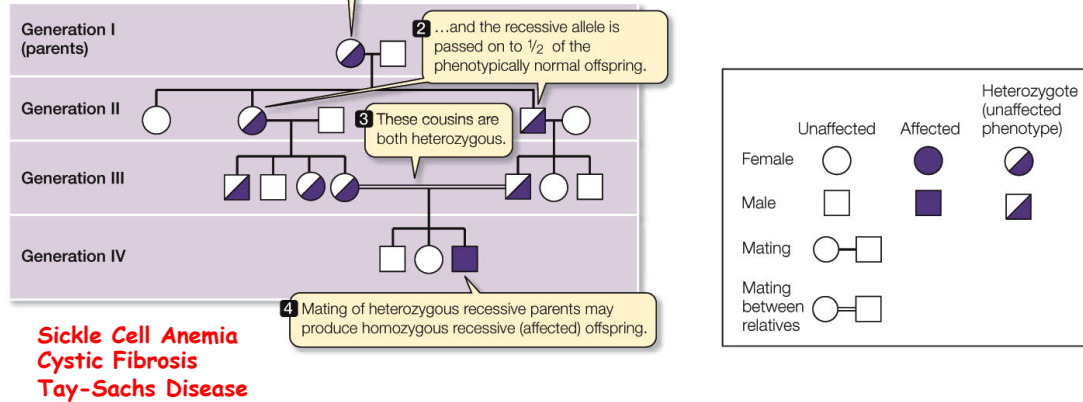 Generation I
(parents)
2 ...and the recessive allele is
passed on to 1/2 of the
phenotypically normal offspring.
Generation II
3 These cousins are
both heterozygous.
Generation III
Generation IV
4 Mating of heterozygous recessive parents may
produce homozygous recessive (affected) offspring.
Sickle Cell Anemia
Cystic Fibrosis
Tay-Sachs Disease
Heterozygote
(unaffected
phenotype)
Unaffected Affected
Female
Male
Mating
Mating
between
relatives